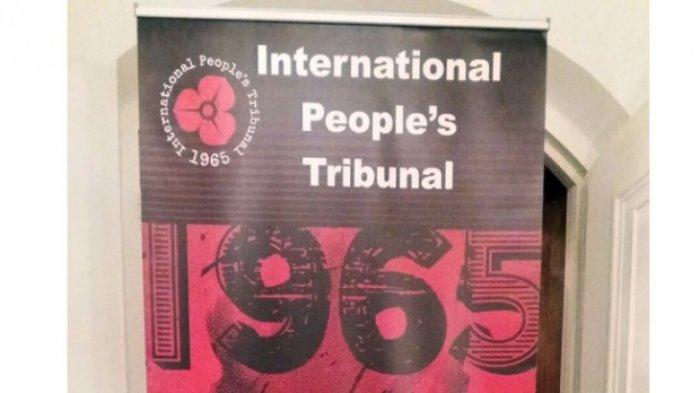 International
People's
Tribunal
International People's Tribunal
1965
1965